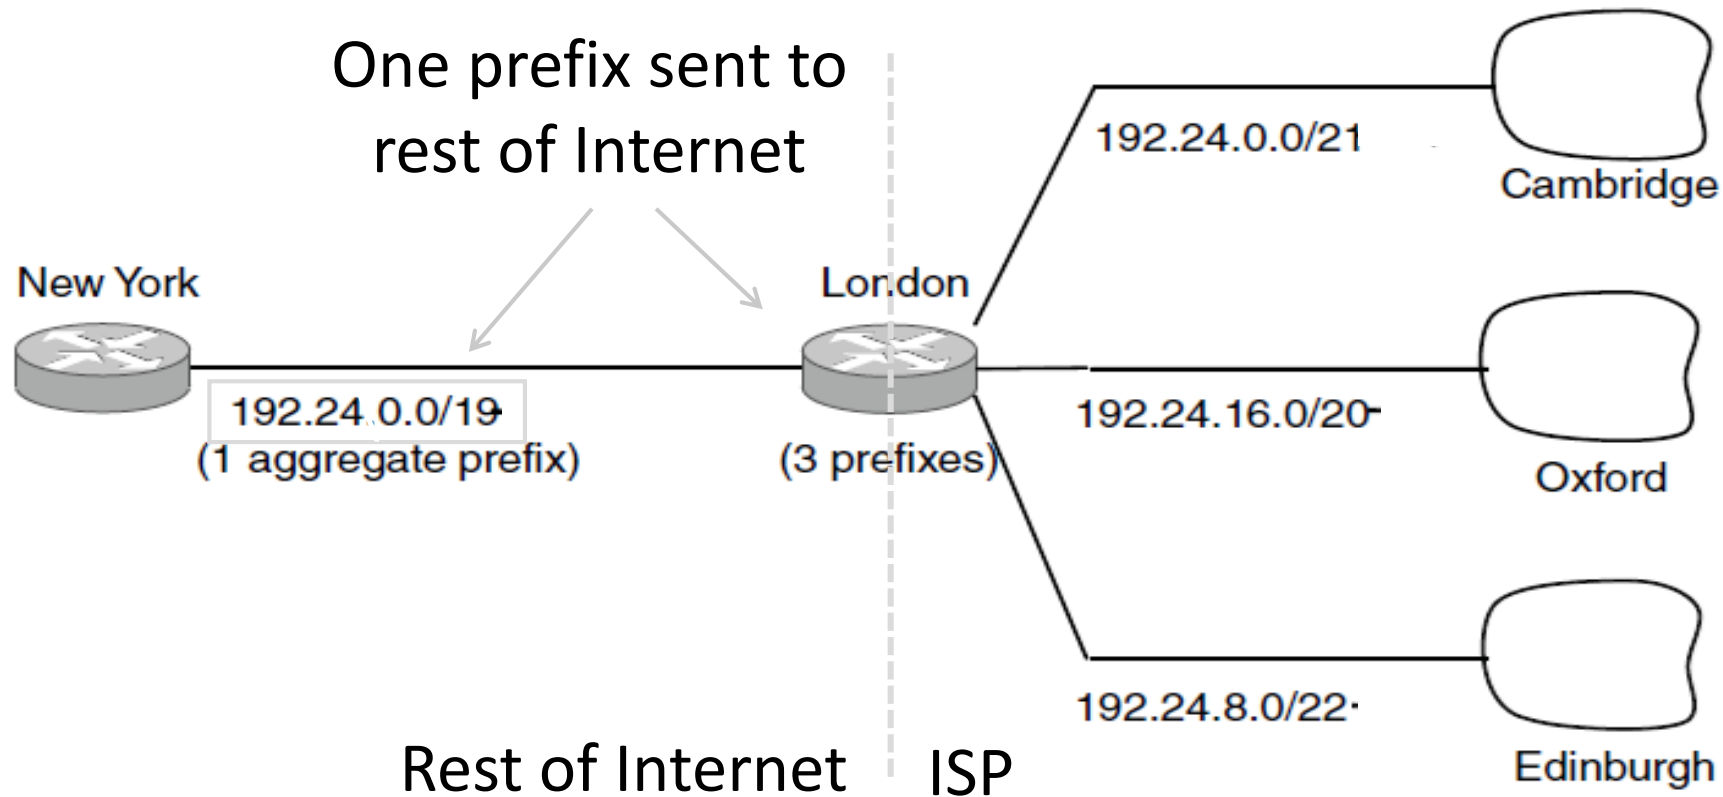 One prefix sent to
rest of Internet
192.24.0.0/21
Cambridge
New York
London
192.24.0.0/19
(1 aggregate prefix)
(3 prefixes)
192.24.16.0/20
Oxford
192.24.8.0/22
Edinburgh
Rest of Internet
ISP